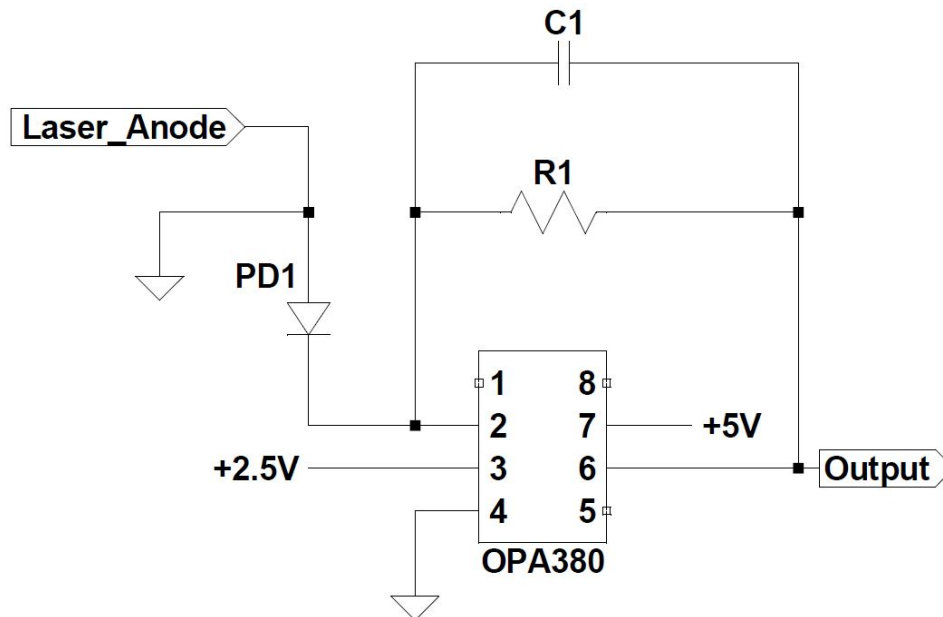 C1
Laser_Anode
R1
PD1
1 8
2 7 +5V
+2.5V 3 6 Output
4 5
OPA380